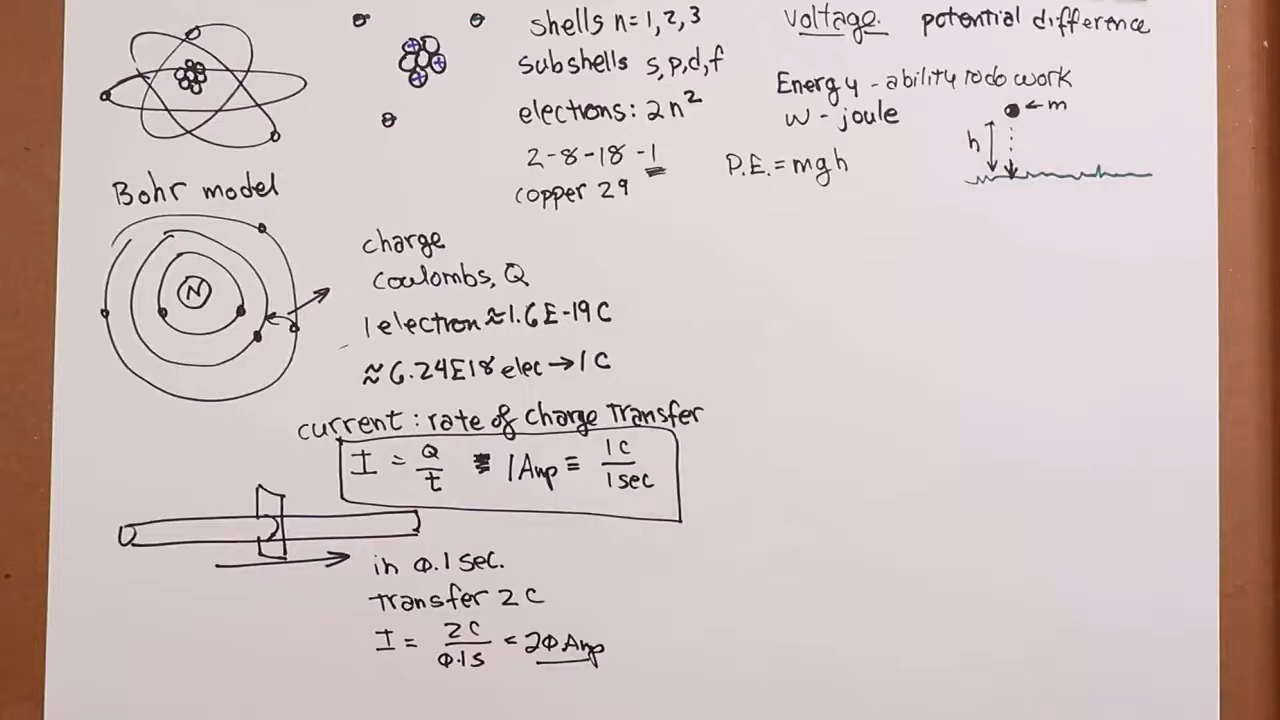 shells n=1,2,3
subshells s,p,d,f
electrons: 2n²
2-8-18-1
copper 29
Voltage. potential difference
Energy - ability to do work
W - joule
P.E. = mgh
m
h
+
+
+
Bohr model
N
charge
Coulombs, Q
1 electron ≈ 1.6E-19C
≈ 6.24E18 elec → 1 C
current: rate of charge transfer
I = Q/t 1 Amp ≡ 1C/1sec
in 0.1 sec.
transfer 2C
I = 2C/0.1s = 20 Amp